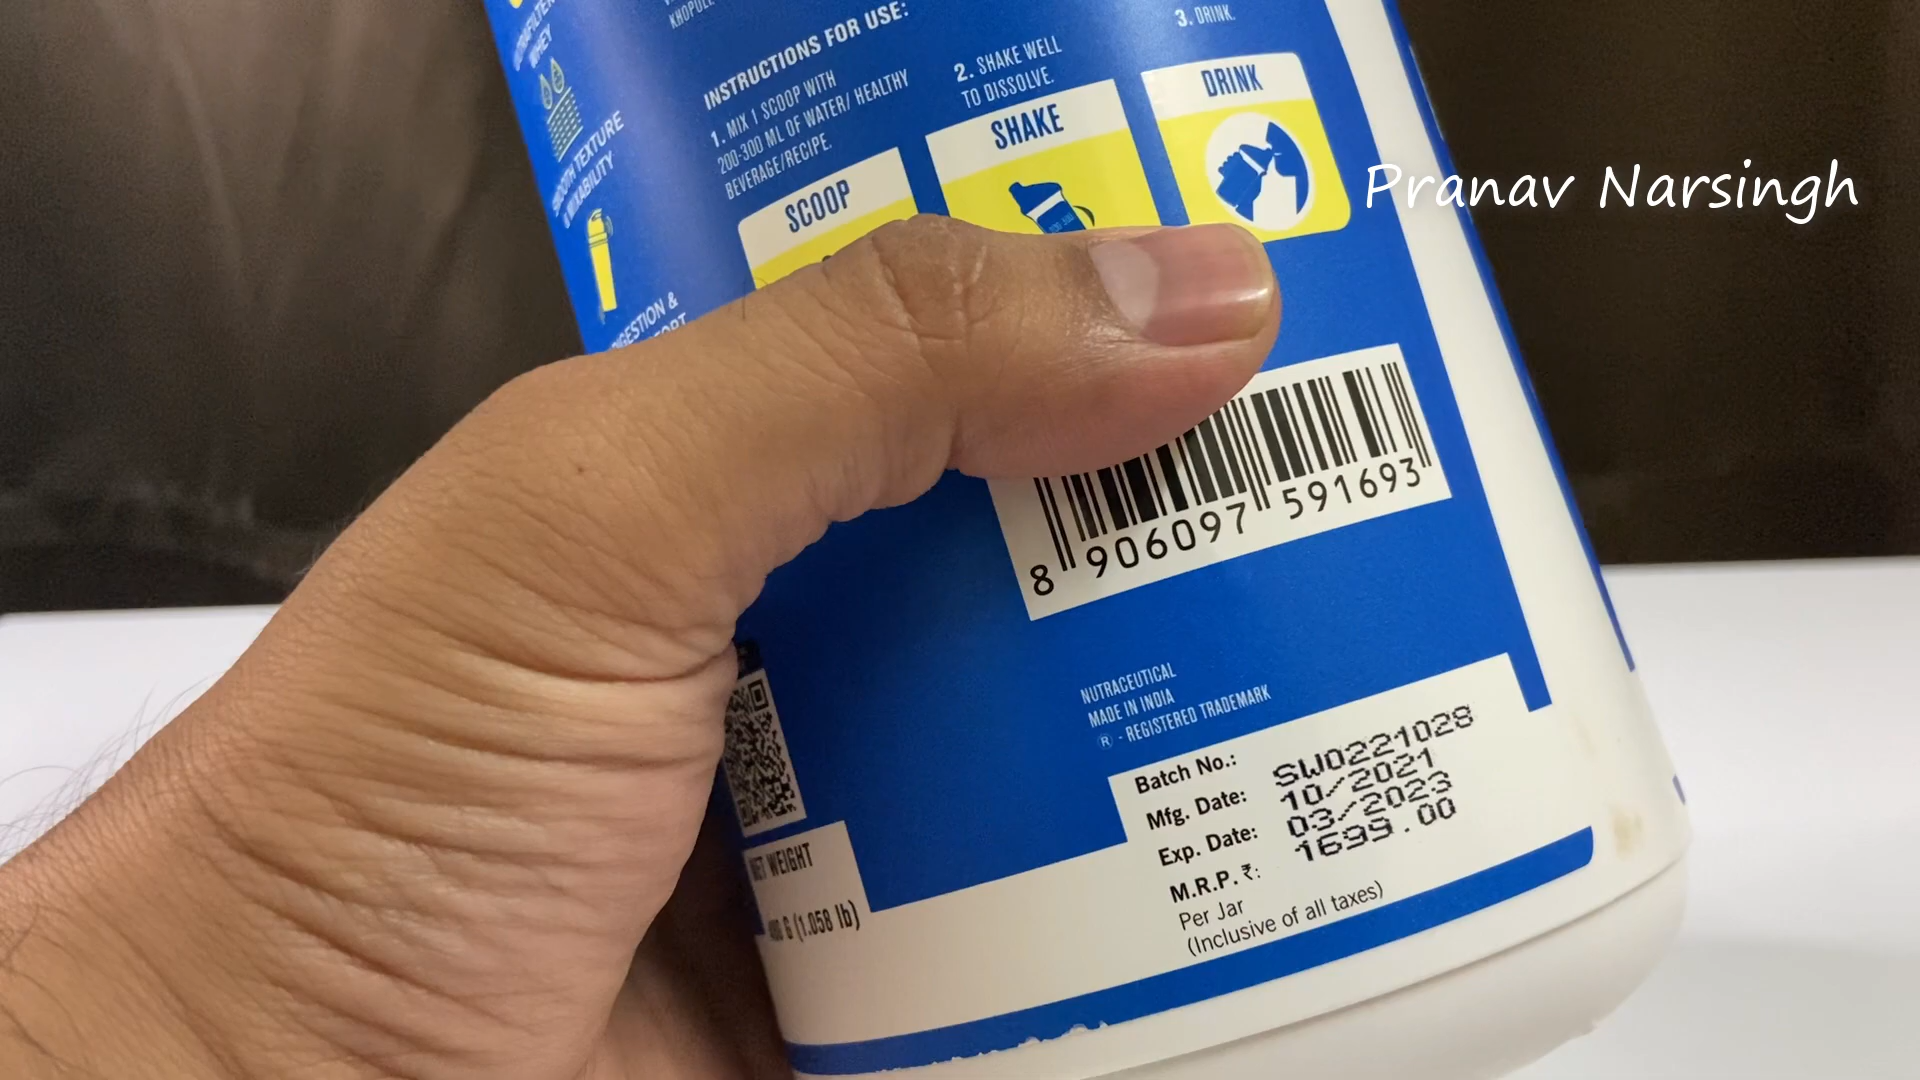 WHEY
SMOOTH TEXTURE
& MIXABILITY
KHOPOLI
INSTRUCTIONS FOR USE:
1. MIX 1 SCOOP WITH
200-300 ML OF WATER/ HEALTHY
BEVERAGE/RECIPE.
2. SHAKE WELL
TO DISSOLVE.
3. DRINK.
SCOOP
SHAKE
DRINK
Pranav Narsingh
8 906097 591693
NUTRACEUTICAL
MADE IN INDIA
® - REGISTERED TRADEMARK
Batch No.: SW0221028
Mfg. Date: 10/2021
Exp. Date: 03/2023
M.R.P. ₹: 1699.00
Per Jar
(Inclusive of all taxes)
NET WEIGHT
G (1.058 lb)